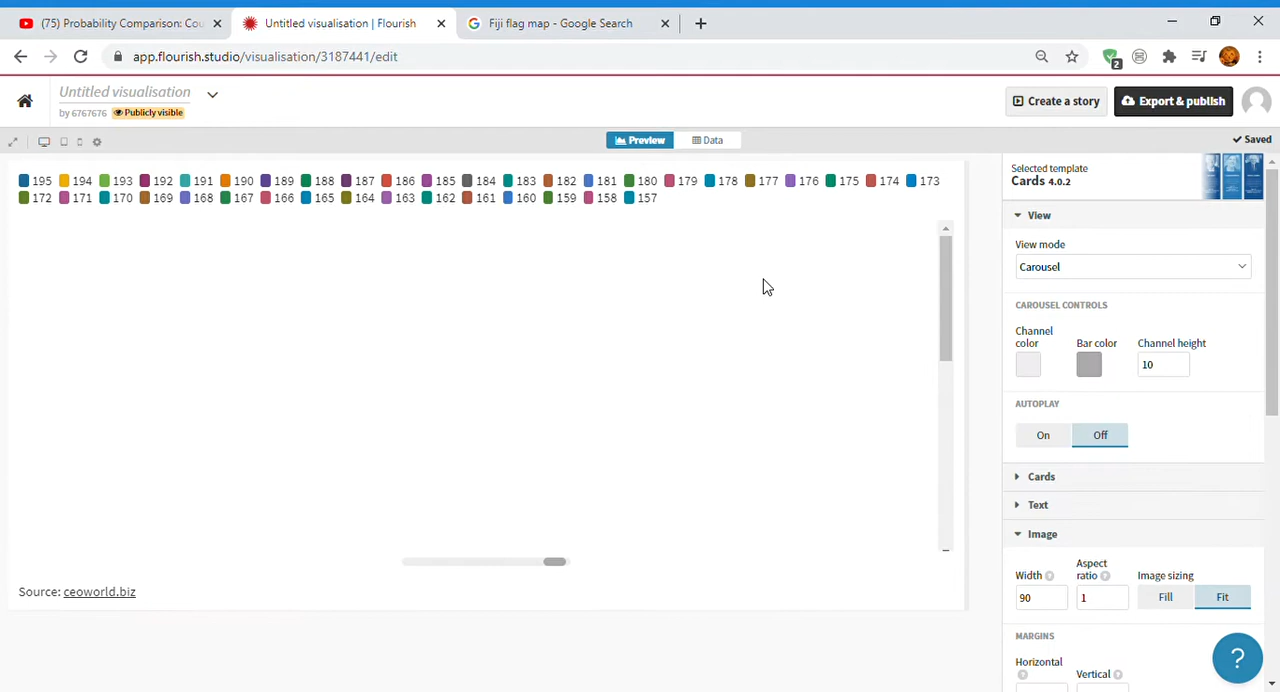 (75) Probability Comparison: Cou
Untitled visualisation | Flourish
Fiji flag map - Google Search
app.flourish.studio/visualisation/3187441/edit
2
Untitled visualisation
by 6767676 Publicly visible
Create a story
Export & publish
Preview
Data
Saved
195 194 193 192 191 190 189 188 187 186 185 184 183 182 181 180 179 178 177 176 175 174 173
172 171 170 169 168 167 166 165 164 163 162 161 160 159 158 157
Source: ceoworld.biz
Selected template
Cards 4.0.2
View
View mode
Carousel
CAROUSEL CONTROLS
Channel color
Bar color
Channel height
10
AUTOPLAY
On
Off
Cards
Text
Image
Width ?
Aspect ratio ?
Image sizing
90
1
Fill
Fit
MARGINS
Horizontal ?
Vertical ?
?